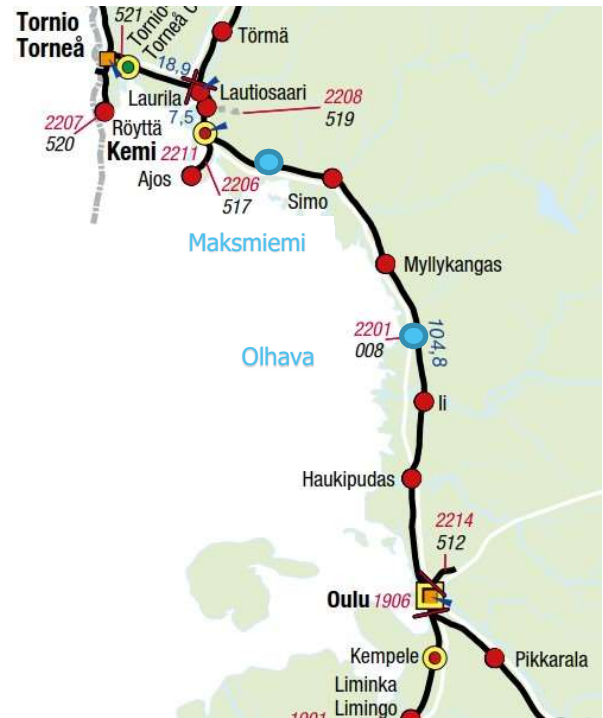 521
Tornio
Torneå
Tornio-
Torneå
Törmä
18,9
Laurila
Lautiosaari
7,5
2208
519
2207
520
Röyttä
Kemi 2211
Ajos
2206
517
Simo
Maksmiemi
Myllykangas
2201
008
104,8
Olhava
Ii
Haukipudas
2214
512
Oulu 1906
Kempele
Pikkarala
Liminka
Limingo